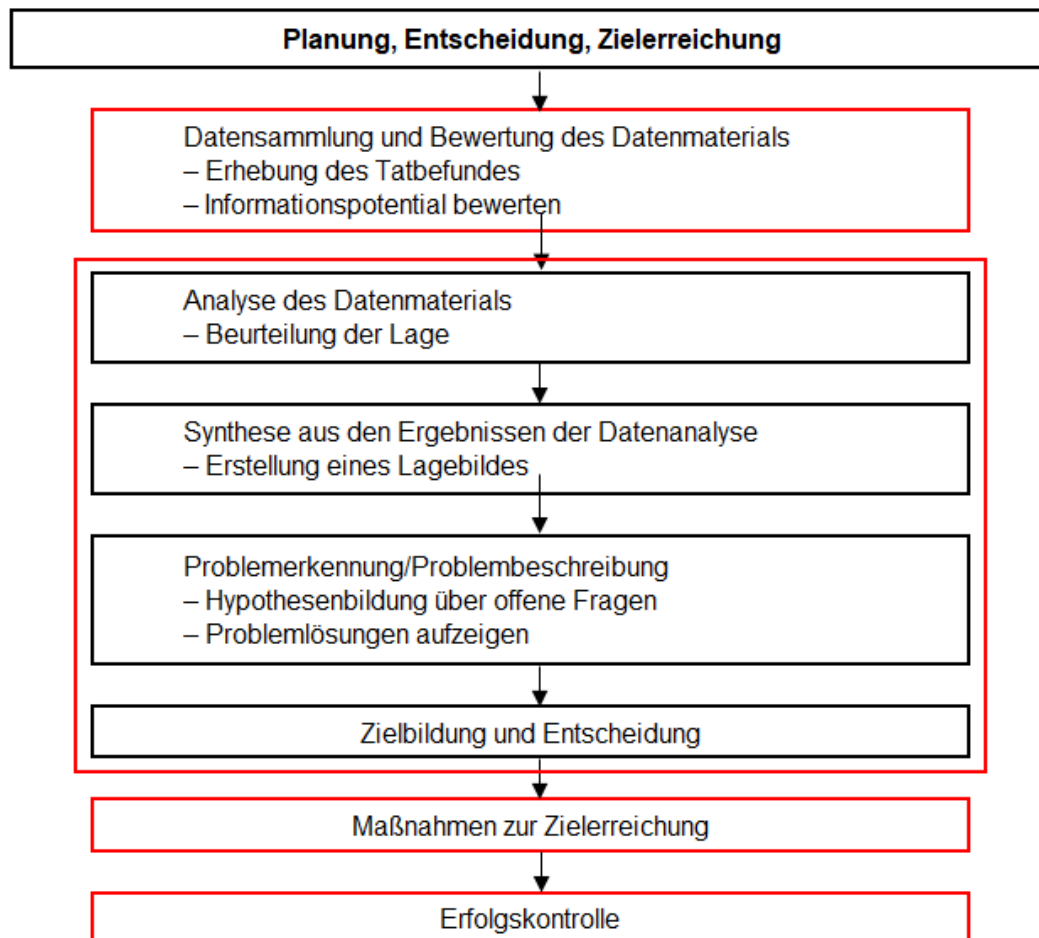 Planung, Entscheidung, Zielerreichung
Datensammlung und Bewertung des Datenmaterials
– Erhebung des Tatbefundes
– Informationspotential bewerten
Analyse des Datenmaterials
– Beurteilung der Lage
Synthese aus den Ergebnissen der Datenanalyse
– Erstellung eines Lagebildes
Problemerkennung/Problembeschreibung
– Hypothesenbildung über offene Fragen
– Problemlösungen aufzeigen
Zielbildung und Entscheidung
Maßnahmen zur Zielerreichung
Erfolgskontrolle